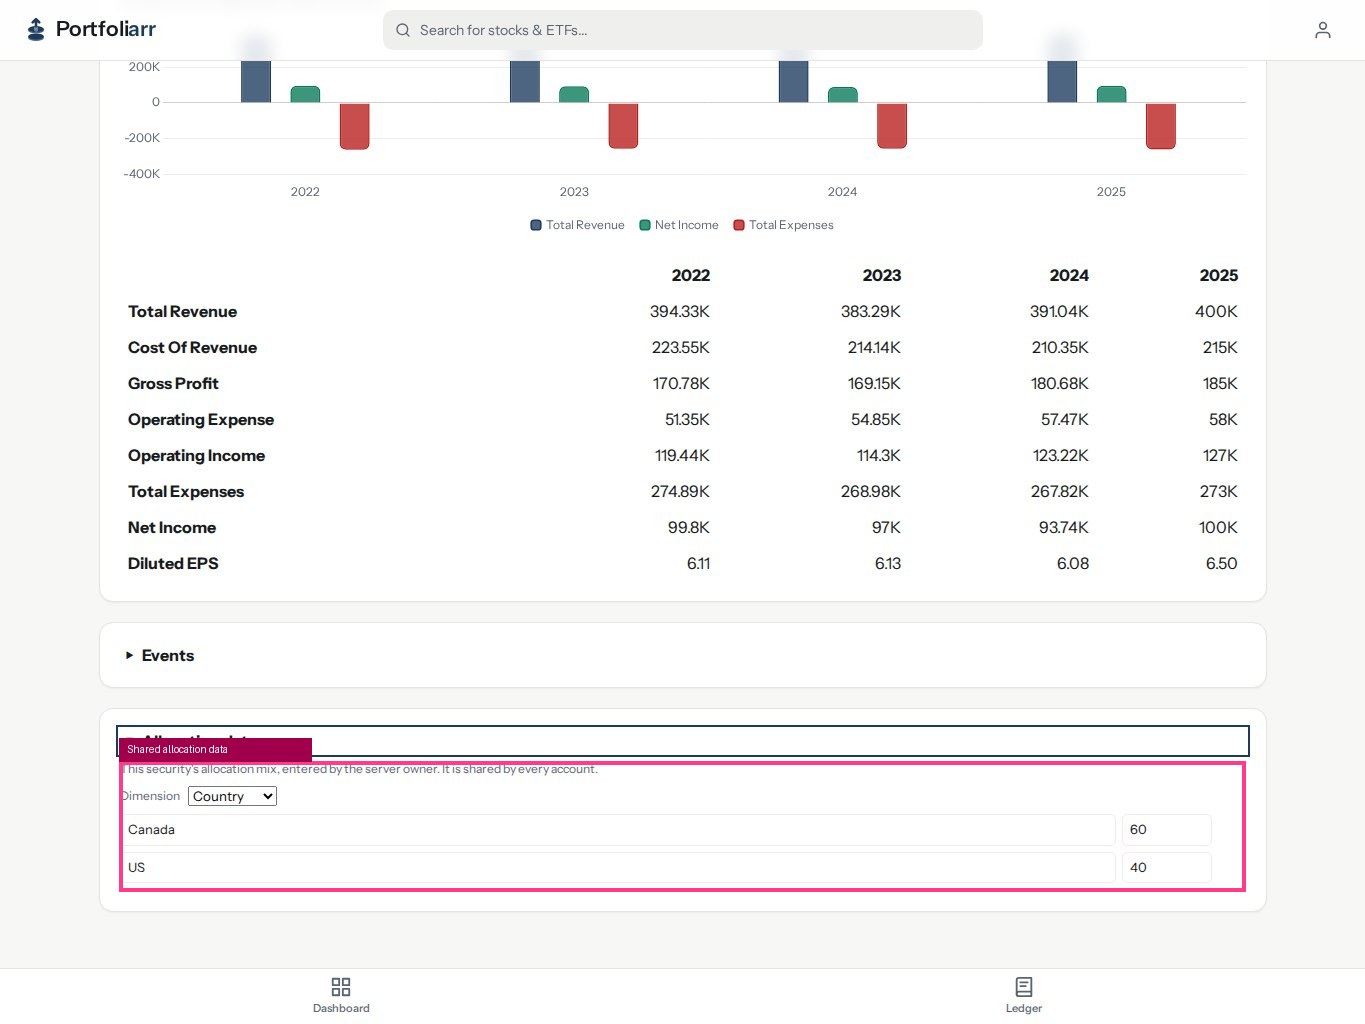 Portfoliarr
Search for stocks & ETFs...
200K
0
-200K
-400K
2022 2023 2024 2025
Total Revenue Net Income Total Expenses
2022 2023 2024 2025
Total Revenue 394.33K 383.29K 391.04K 400K
Cost Of Revenue 223.55K 214.14K 210.35K 215K
Gross Profit 170.78K 169.15K 180.68K 185K
Operating Expense 51.35K 54.85K 57.47K 58K
Operating Income 119.44K 114.3K 123.22K 127K
Total Expenses 274.89K 268.98K 267.82K 273K
Net Income 99.8K 97K 93.74K 100K
Diluted EPS 6.11 6.13 6.08 6.50
Events
Shared allocation data
This security's allocation mix, entered by the server owner. It is shared by every account.
Dimension Country
Canada 60
US 40
Dashboard Ledger